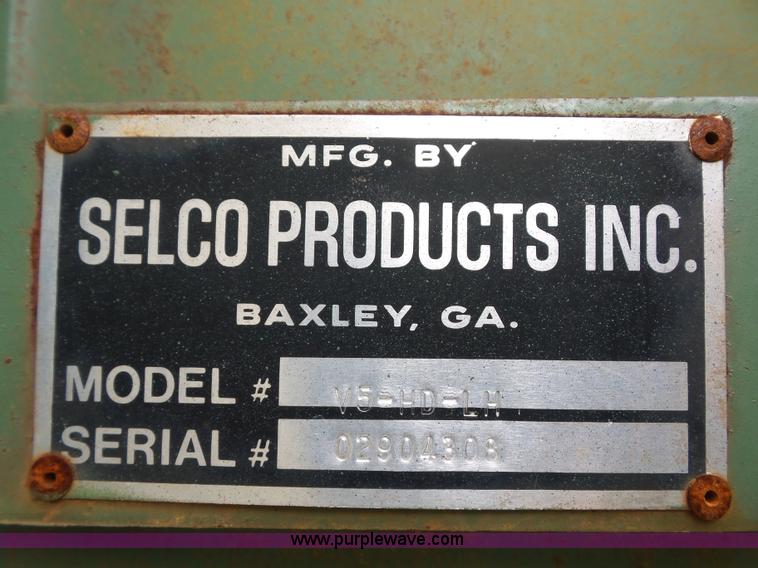 MFG. BY
SELCO PRODUCTS INC.
BAXLEY, GA.
MODEL # V5-HD-LH
SERIAL # 02904308
www.purplewave.com